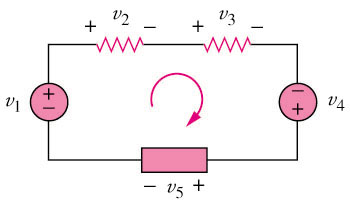 + v2 − + v3 −
v1 + − − + v4
− v5 +